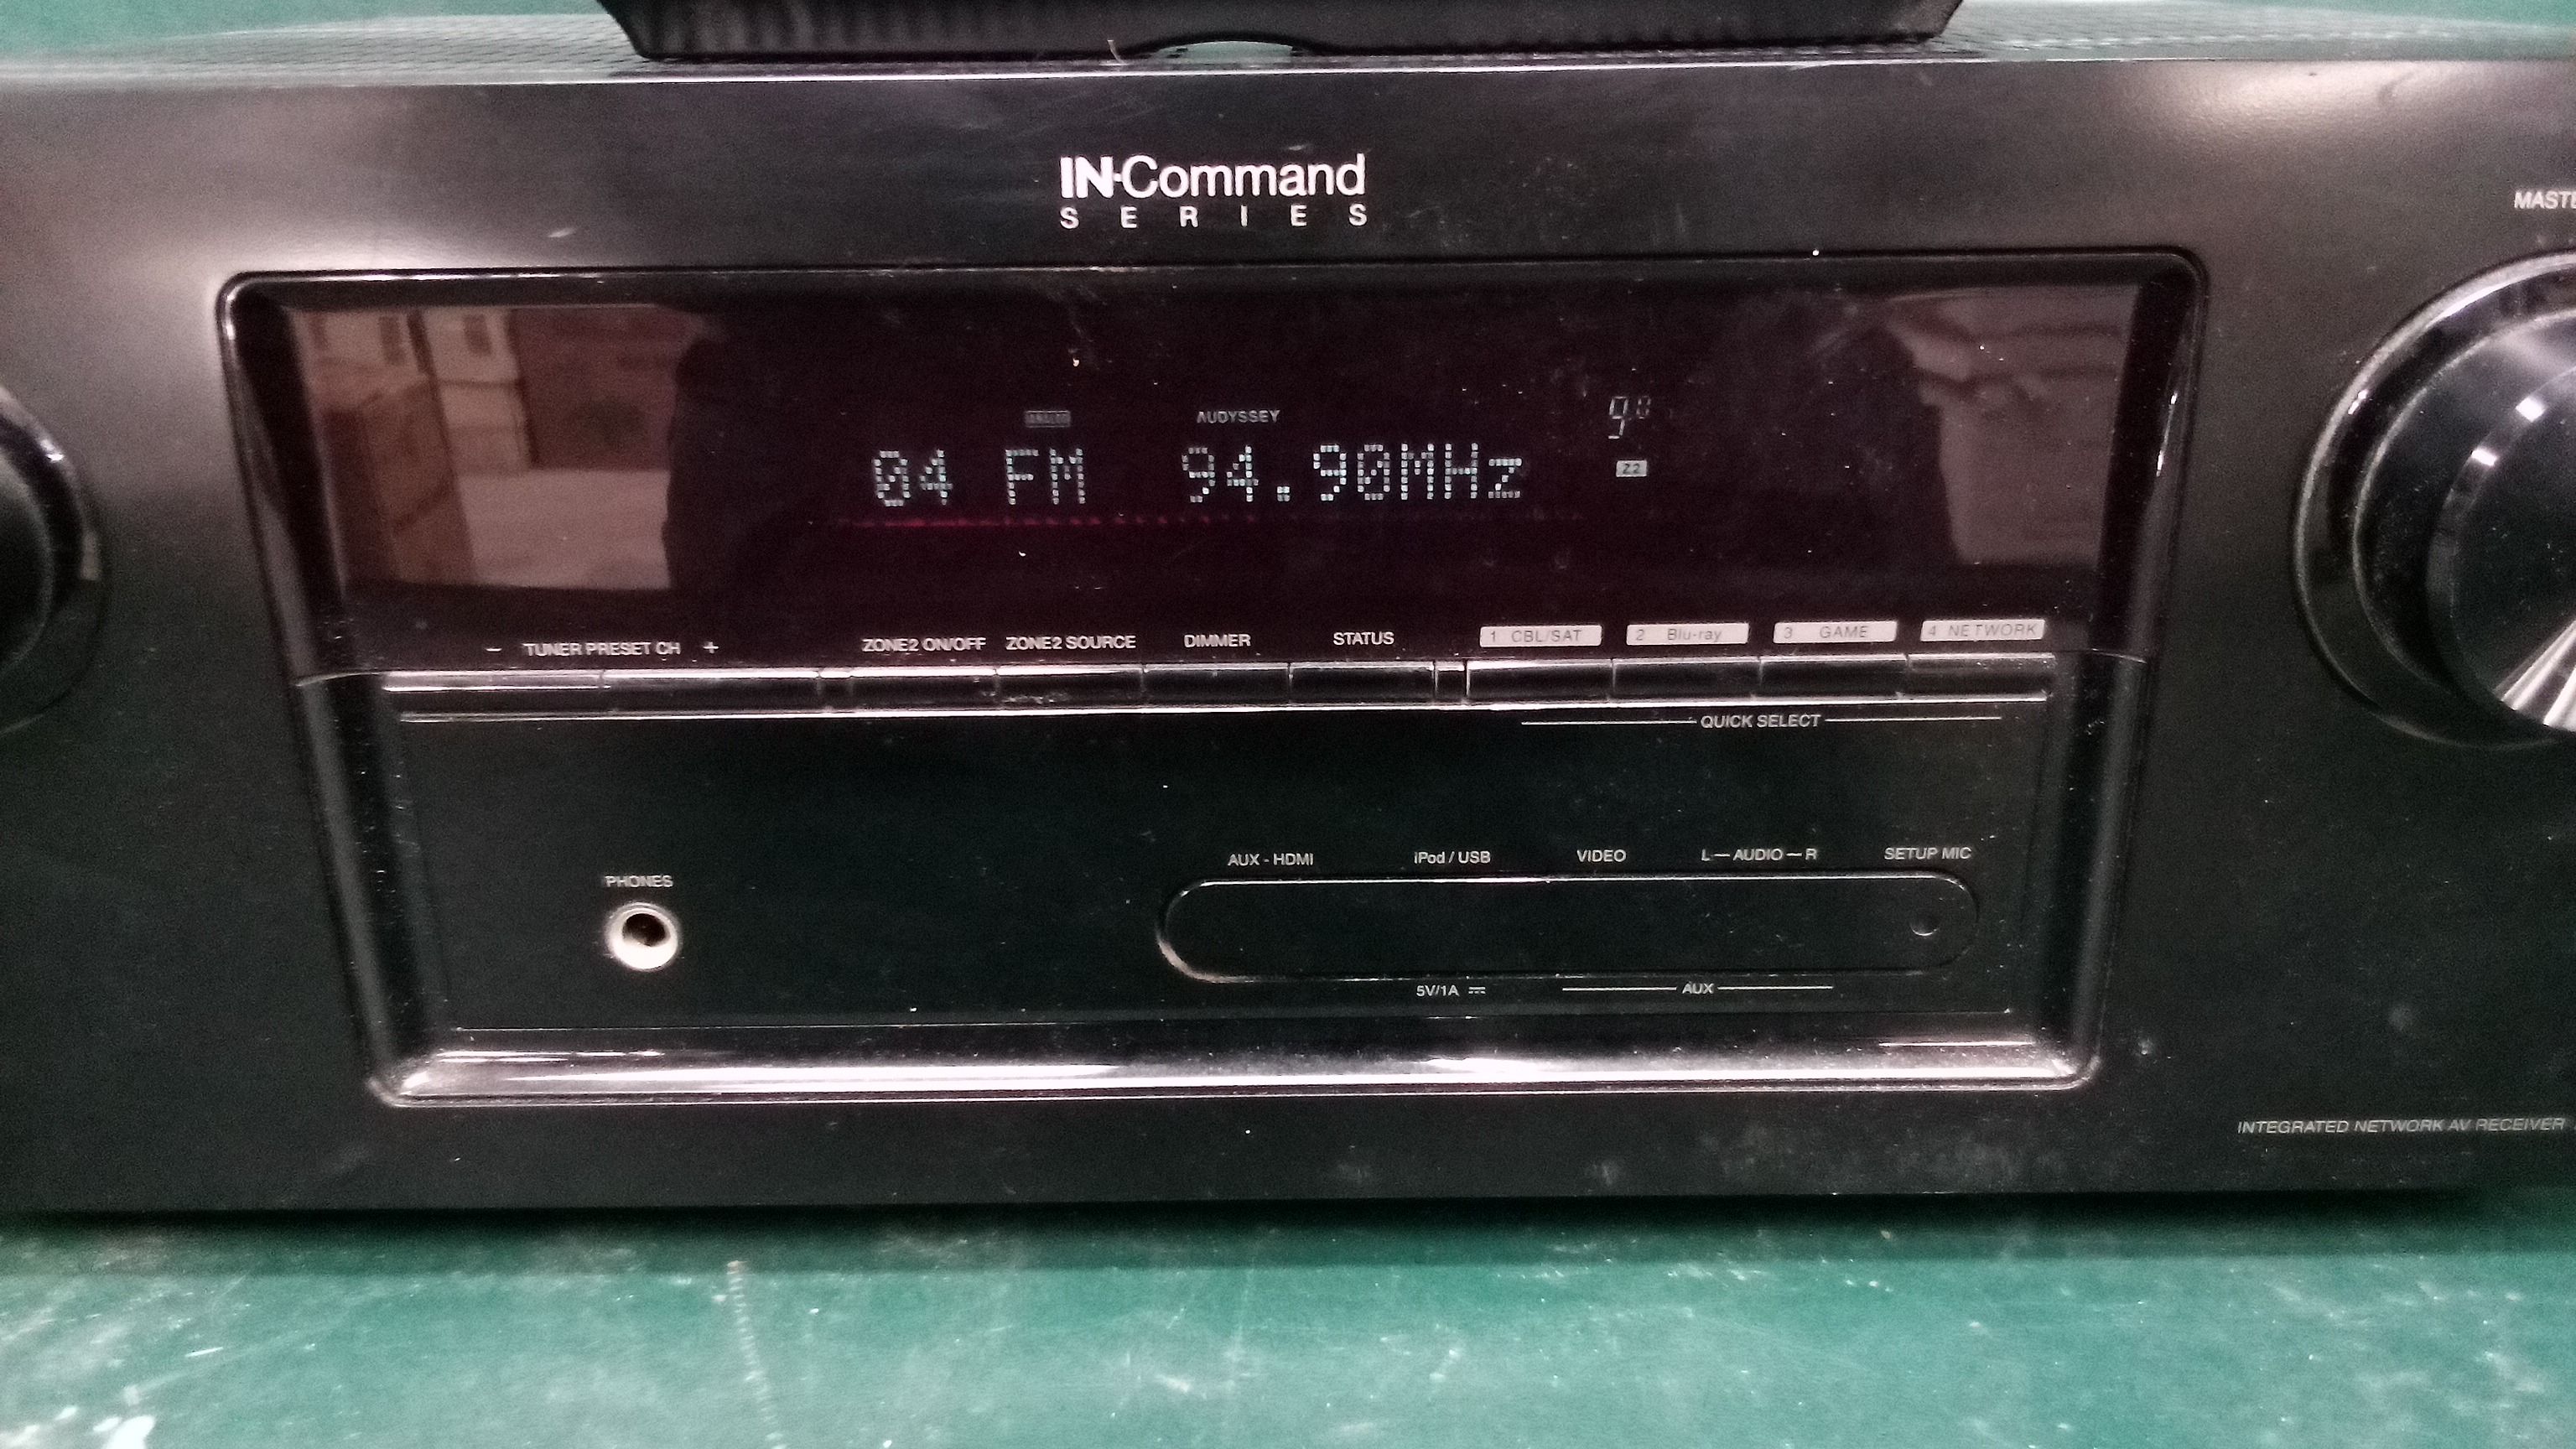 IN·Command
SERIES
MASTE
ANALOG AUDYSSEY
04 FM 94.90MHz
Z2
– TUNER PRESET CH + ZONE2 ON/OFF ZONE2 SOURCE DIMMER STATUS 1 CBL/SAT 2 Blu-ray 3 GAME 4 NETWORK
QUICK SELECT
AUX - HDMI iPod / USB VIDEO L — AUDIO — R SETUP MIC
PHONES
5V/1A AUX
INTEGRATED NETWORK AV RECEIVER